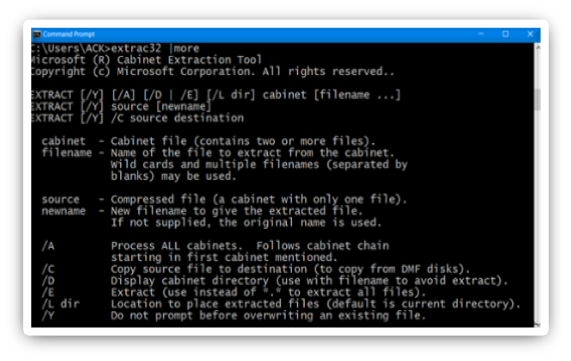 Command Prompt
C:\Users\ACK>extrac32 |more
Microsoft (R) Cabinet Extraction Tool
Copyright (c) Microsoft Corporation. All rights reserved..
EXTRACT [/Y] [/A] [/D | /E] [/L dir] cabinet [filename ...]
EXTRACT [/Y] source [newname]
EXTRACT [/Y] /C source destination
cabinet - Cabinet file (contains two or more files).
filename - Name of the file to extract from the cabinet.
Wild cards and multiple filenames (separated by
blanks) may be used.
source - Compressed file (a cabinet with only one file).
newname - New filename to give the extracted file.
If not supplied, the original name is used.
/A Process ALL cabinets. Follows cabinet chain
starting in first cabinet mentioned.
/C Copy source file to destination (to copy from DMF disks).
/D Display cabinet directory (use with filename to avoid extract).
/E Extract (use instead of *.* to extract all files).
/L dir Location to place extracted files (default is current directory).
/Y Do not prompt before overwriting an existing file.